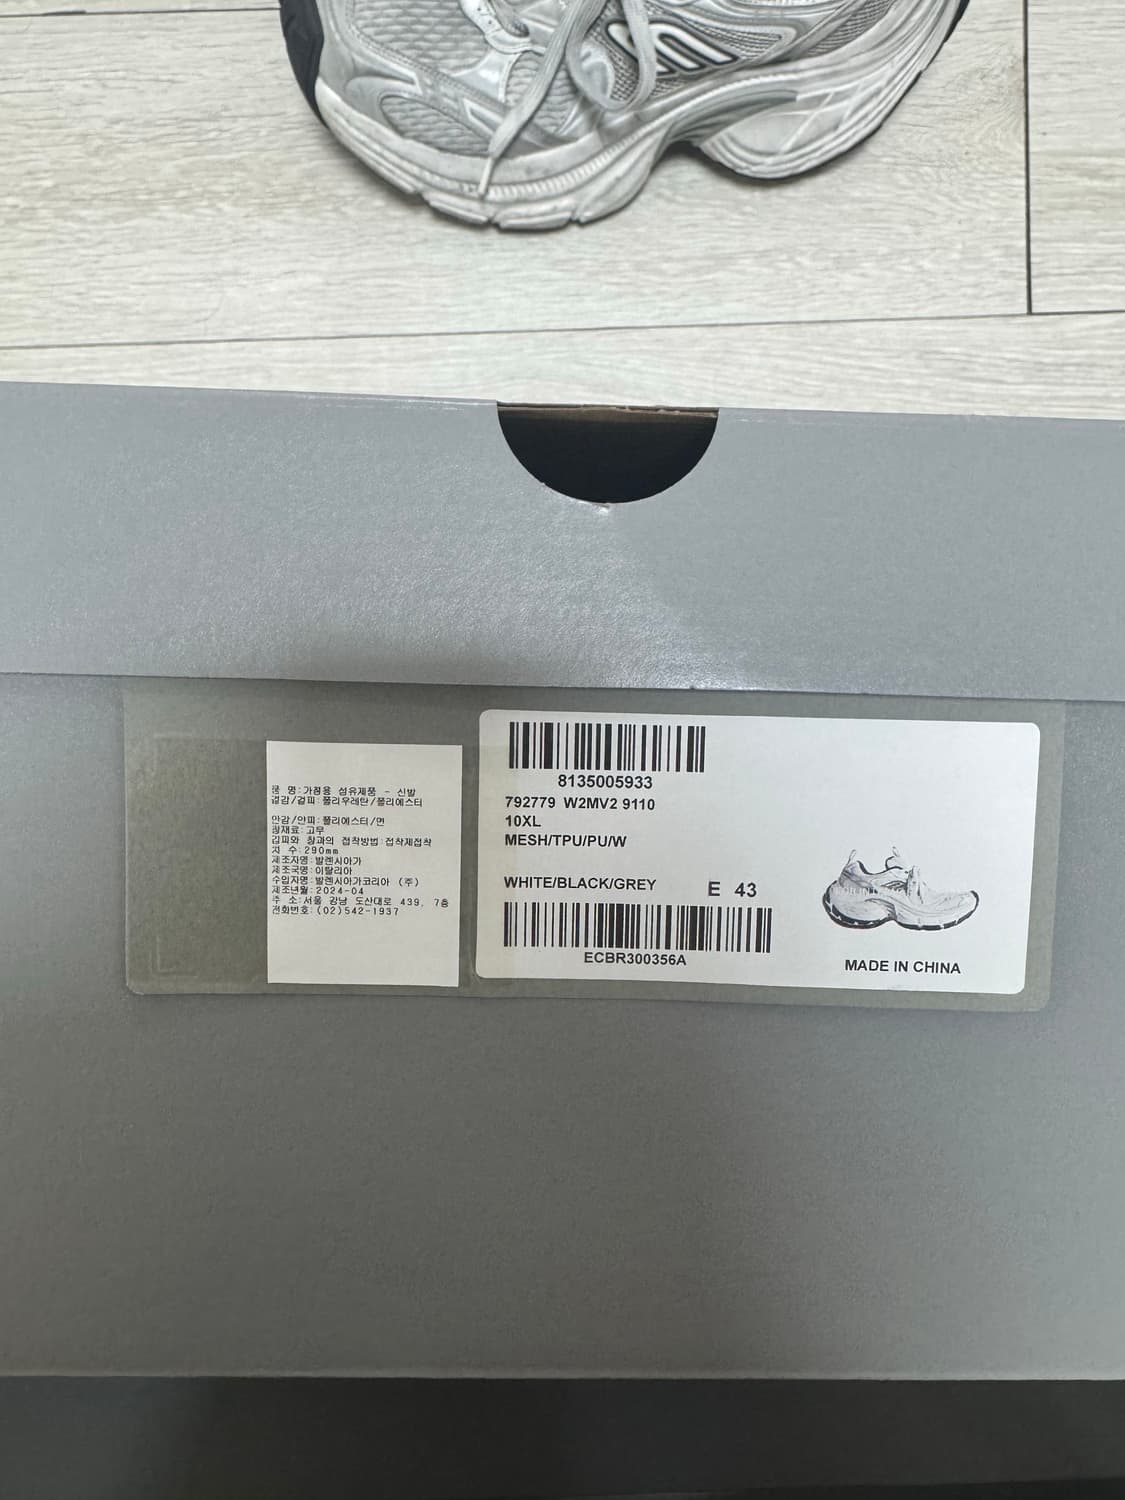 품 명:가정용 섬유제품 - 신발
겉감/겉피:폴리우레탄/폴리에스터
안감/안피:폴리에스터/면
창재료:고무
겉피와 창과의 접착방법:접착제접착
치 수:290mm
제조자명:발렌시아가
제조국명:이탈리아
수입자명:발렌시아가코리아 (주)
제조년월:2024-04
주 소:서울 강남 도산대로 439, 7층
전화번호:(02)542-1937
8135005933
792779 W2MV2 9110
10XL
MESH/TPU/PU/W
WHITE/BLACK/GREY E 43
ECBR300356A
MADE IN CHINA